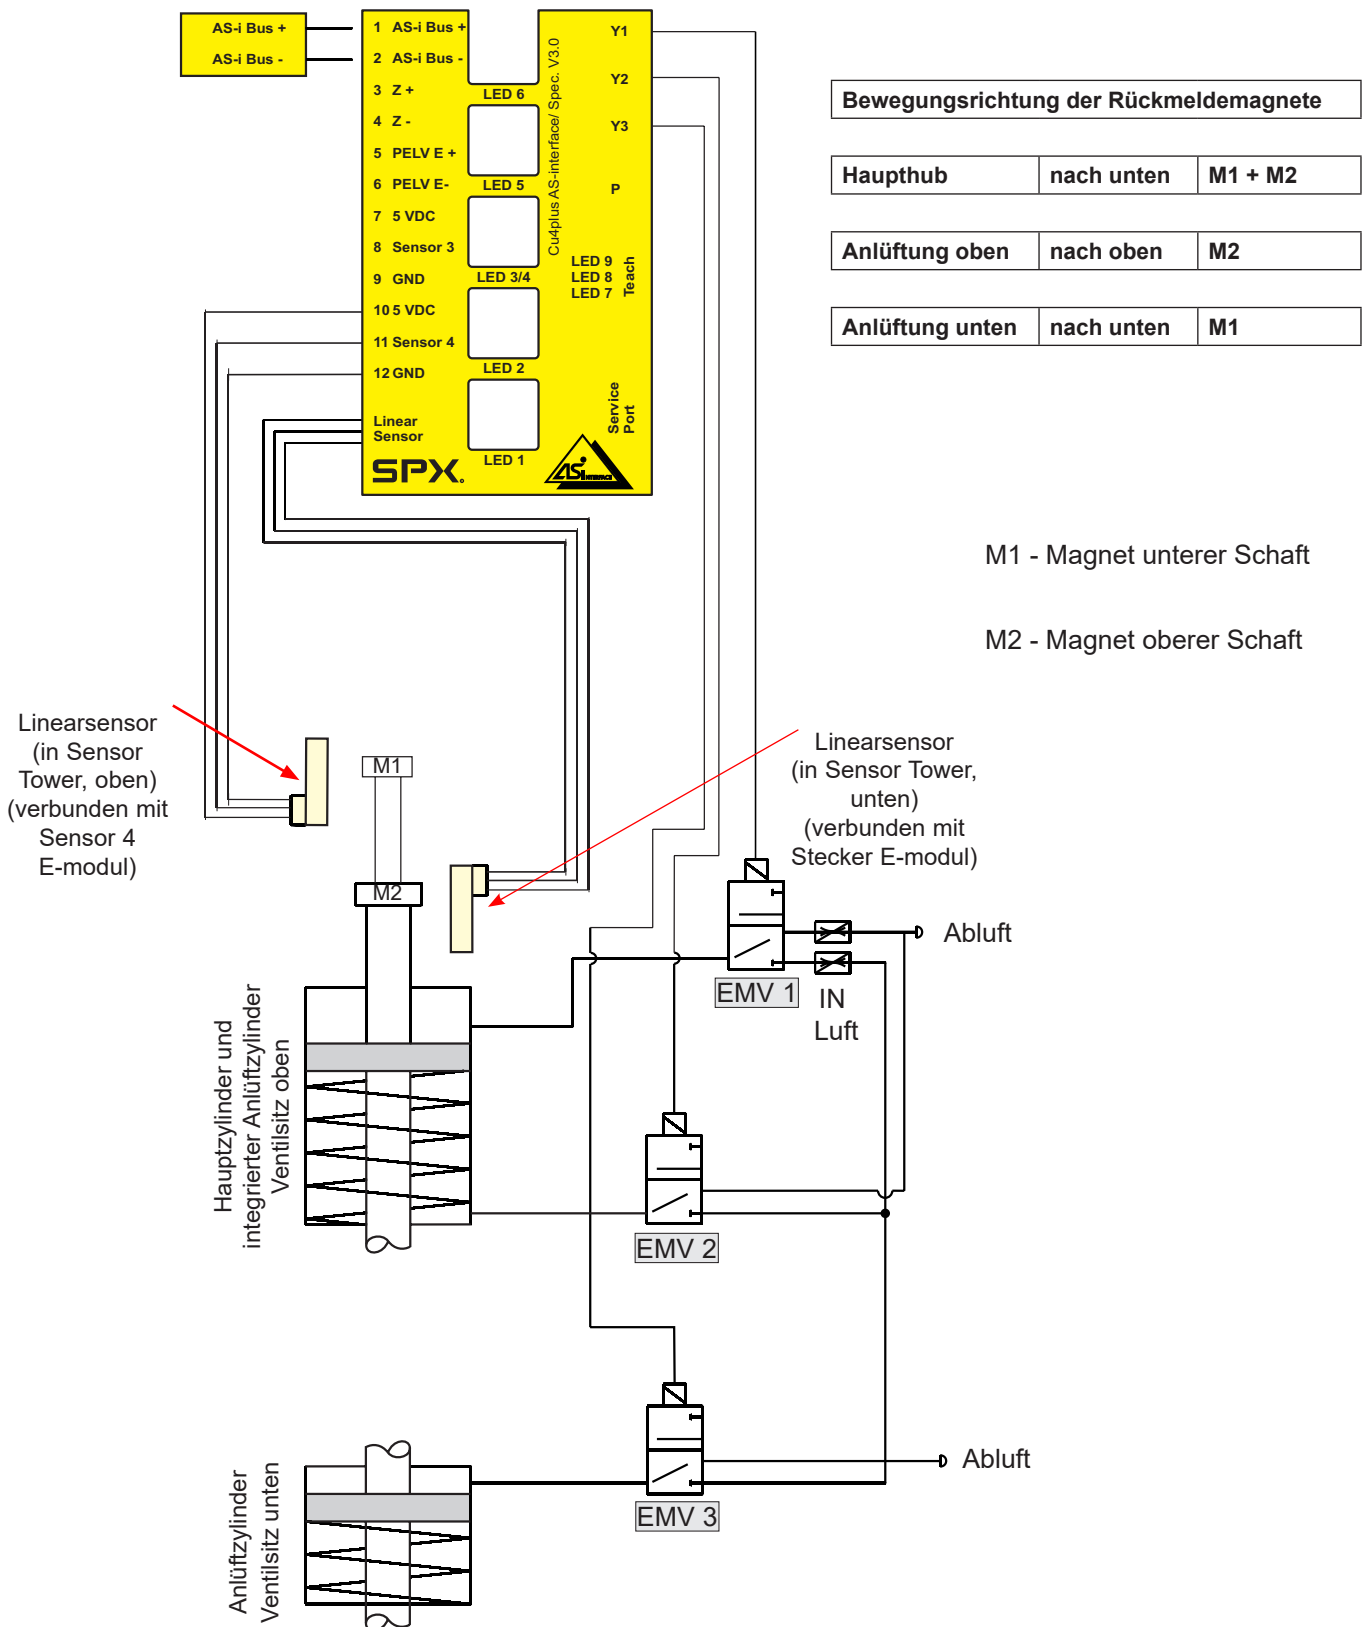 AS-i Bus +
AS-i Bus -
1 AS-i Bus +
2 AS-i Bus -
3 Z +
4 Z -
5 PELV E +
6 PELV E-
7 5 VDC
8 Sensor 3
9 GND
10 5 VDC
11 Sensor 4
12 GND
Linear
Sensor
SPX
LED 6
LED 5
LED 3/4
LED 2
LED 1
Cu4plus AS-interface/ Spec. V3.0
Y1
Y2
Y3
P
LED 9
LED 8
LED 7
Teach
Service
Port
AS INTERFACE
Bewegungsrichtung der Rückmeldemagnete
Haupthub nach unten M1 + M2
Anlüftung oben nach oben M2
Anlüftung unten nach unten M1
M1 - Magnet unterer Schaft
M2 - Magnet oberer Schaft
Linearsensor
(in Sensor
Tower, oben)
(verbunden mit
Sensor 4
E-modul)
M1
M2
Linearsensor
(in Sensor Tower,
unten)
(verbunden mit
Stecker E-modul)
Abluft
EMV 1
IN
Luft
Hauptzylinder und
integrierter Anlüftzylinder
Ventilsitz oben
EMV 2
Abluft
EMV 3
Anlüftzylinder
Ventilsitz unten